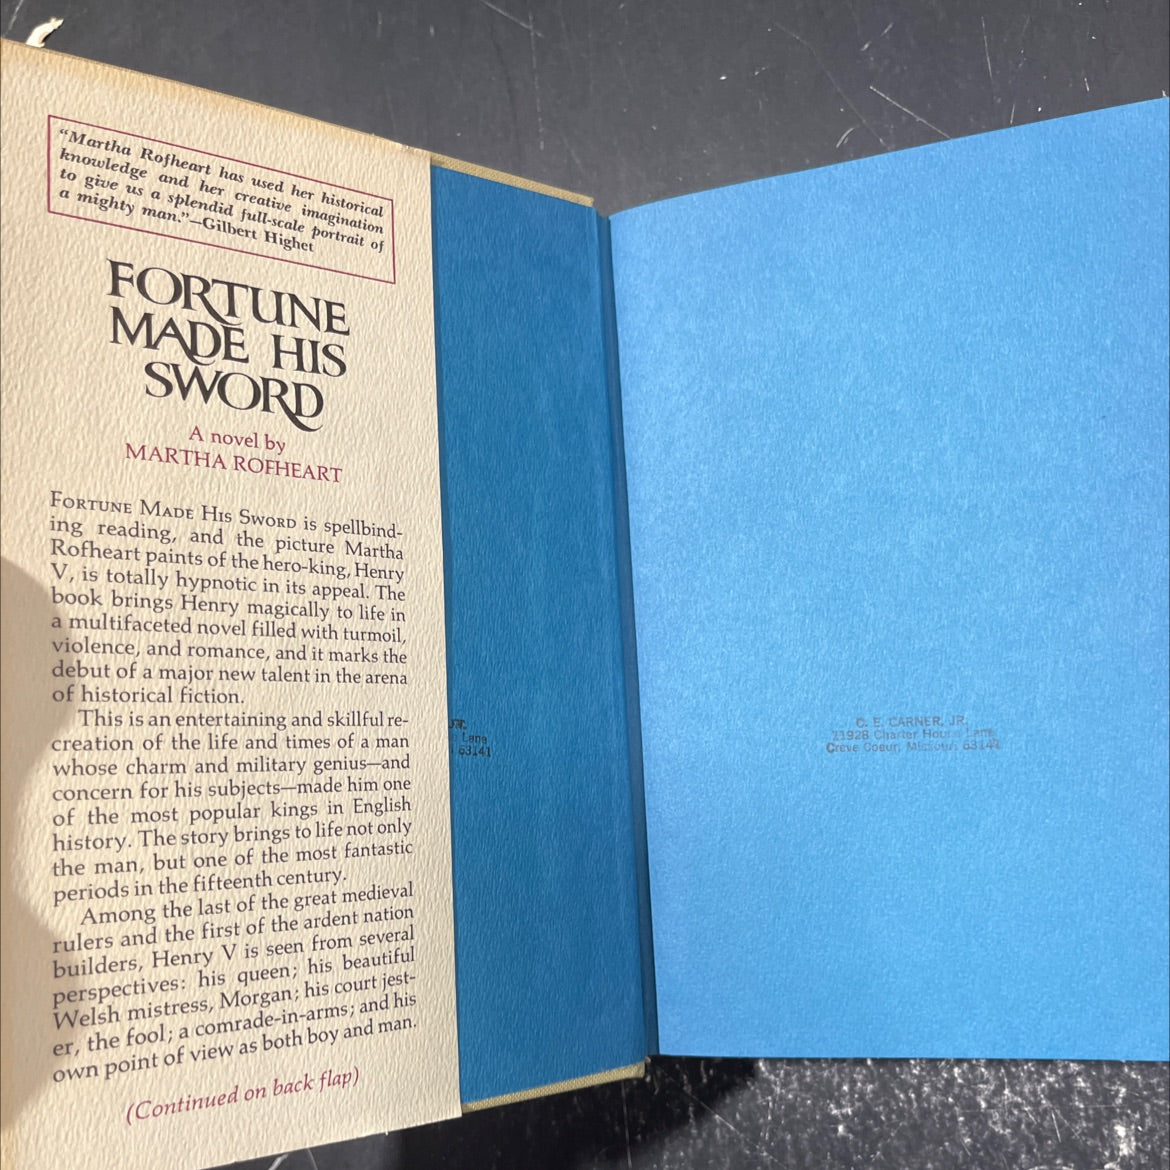 "Martha Rofheart has used her historical
knowledge and her creative imagination
to give us a splendid full-scale portrait of
a mighty man."—Gilbert Highet
FORTUNE
MADE HIS
SWORD
A novel by
MARTHA ROFHEART
FORTUNE MADE HIS SWORD is spellbind-
ing reading, and the picture Martha
Rofheart paints of the hero-king, Henry
V, is totally hypnotic in its appeal. The
book brings Henry magically to life in
a multifaceted novel filled with turmoil,
violence, and romance, and it marks the
debut of a major new talent in the arena
of historical fiction.
This is an entertaining and skillful re-
creation of the life and times of a man
whose charm and military genius—and
concern for his subjects—made him one
of the most popular kings in English
history. The story brings to life not only
the man, but one of the most fantastic
periods in the fifteenth century.
Among the last of the great medieval
rulers and the first of the ardent nation
builders, Henry V is seen from several
perspectives: his queen; his beautiful
Welsh mistress, Morgan; his court jest-
er, the fool; a comrade-in-arms; and his
own point of view as both boy and man.
(Continued on back flap)
JR.
Lane
63141
C. E. CARNER, JR.
11928 Charter House Lane
Creve Coeur, Missouri 63141